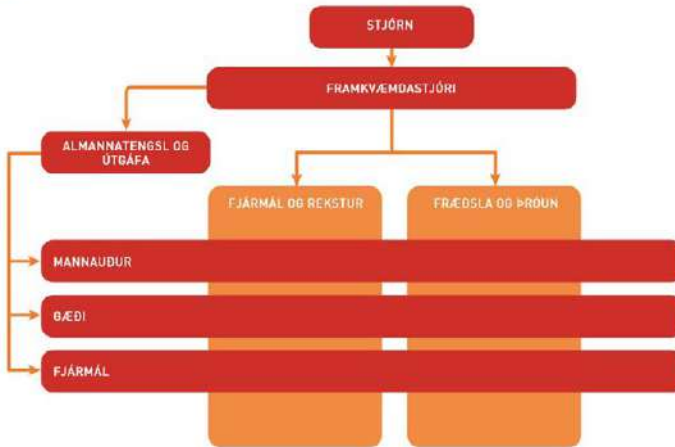 STJÓRN
FRAMKVÆMDASTJÓRI
ALMANNATENGSL OG
ÚTGÁFA
FJÁRMÁL OG REKSTUR
FRÆÐSLA OG ÞRÓUN
MANNAUÐUR
GÆÐI
FJÁRMÁL